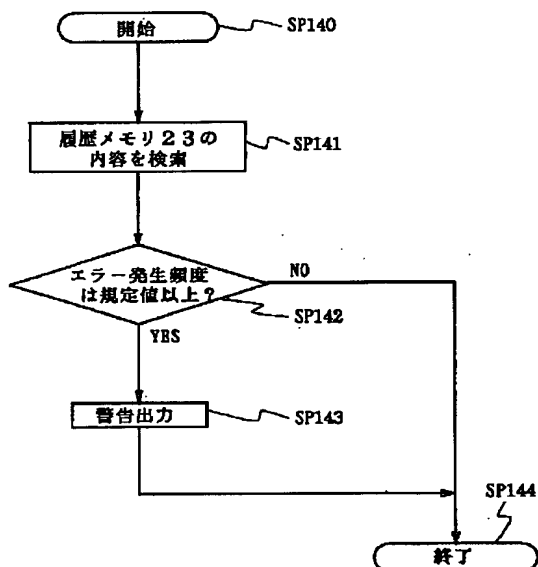 開始
SP140
履歴メモリ23の
内容を検索
SP141
エラー発生頻度
は規定値以上?
NO
SP142
YES
警告出力
SP143
SP144
終了